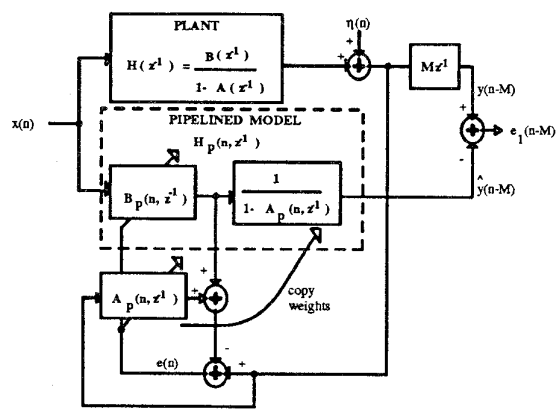 PLANT
H(z⁻¹) = B(z⁻¹) / 1- A(z⁻¹)
η(n)
+
+
Mz⁻¹
y(n-M)
x(n)
PIPELINED MODEL
H_p(n, z⁻¹)
+
e₁(n-M)
-
ŷ(n-M)
B_p(n, z⁻¹)
1 / 1- A_p(n, z⁻¹)
+
A_p(n, z⁻¹)
+
copy
weights
-
e(n)
+